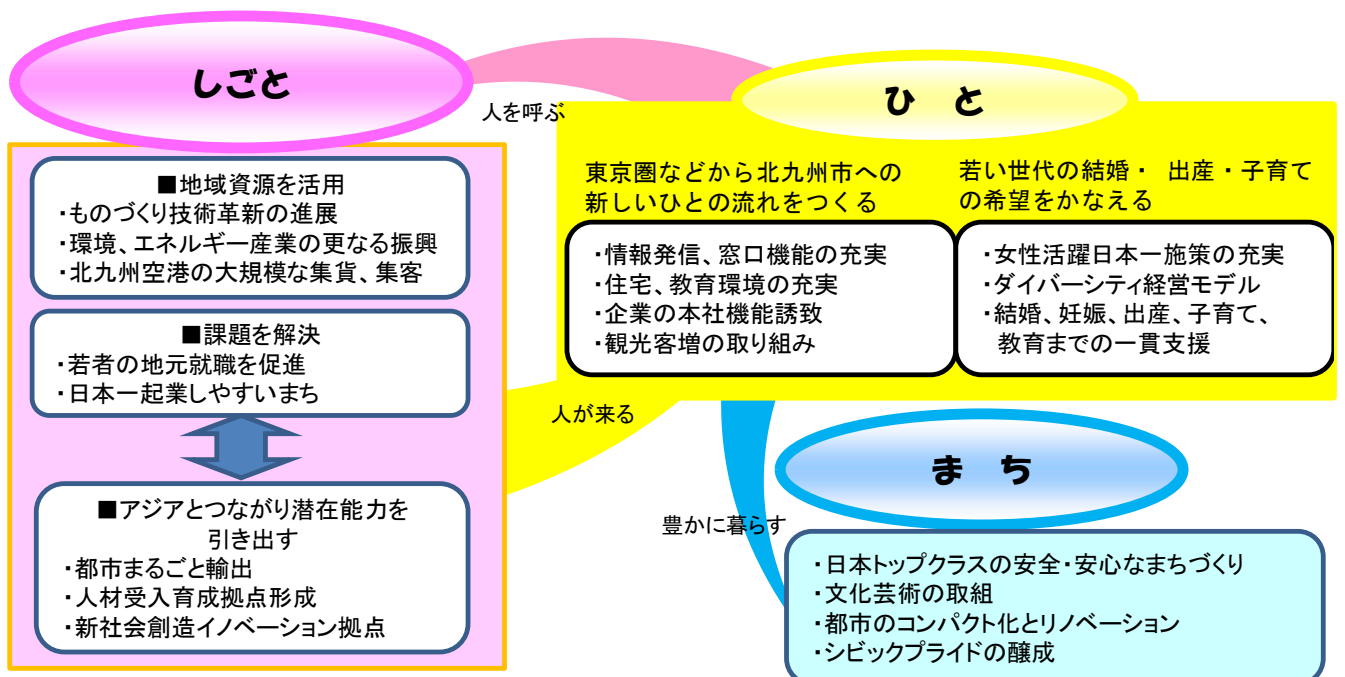 しごと
人を呼ぶ
ひ と
■地域資源を活用
・ものづくり技術革新の進展
・環境、エネルギー産業の更なる振興
・北九州空港の大規模な集貨、集客
■課題を解決
・若者の地元就職を促進
・日本一起業しやすいまち
■アジアとつながり潜在能力を
引き出す
・都市まるごと輸出
・人材受入育成拠点形成
・新社会創造イノベーション拠点
東京圏などから北九州市への
新しいひとの流れをつくる
・情報発信、窓口機能の充実
・住宅、教育環境の充実
・企業の本社機能誘致
・観光客増の取り組み
若い世代の結婚・ 出産・子育て
の希望をかなえる
・女性活躍日本一施策の充実
・ダイバーシティ経営モデル
・結婚、妊娠、出産、子育て、
教育までの一貫支援
人が来る
ま ち
豊かに暮らす
・日本トップクラスの安全・安心なまちづくり
・文化芸術の取組
・都市のコンパクト化とリノベーション
・シビックプライドの醸成